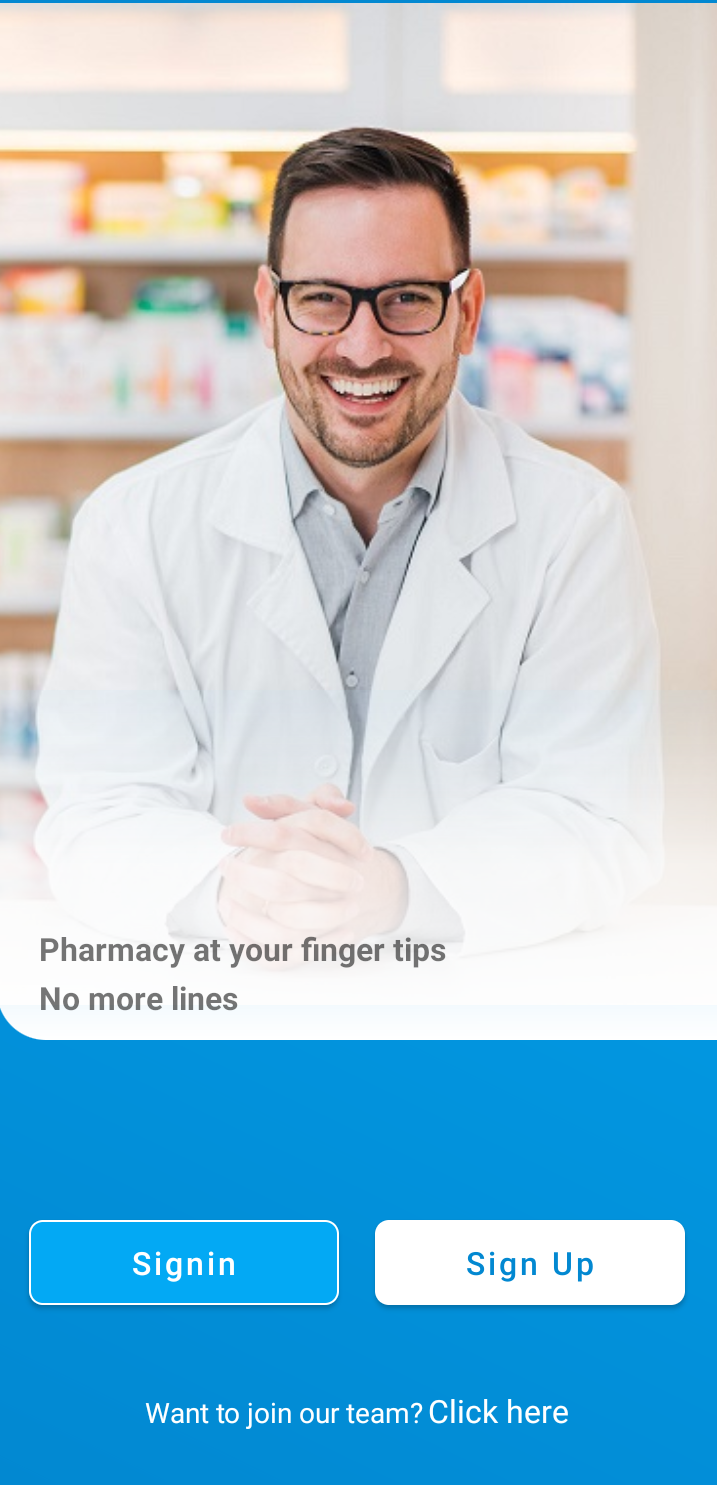 Pharmacy at your finger tips
No more lines
Signin
Sign Up
Want to join our team? Click here